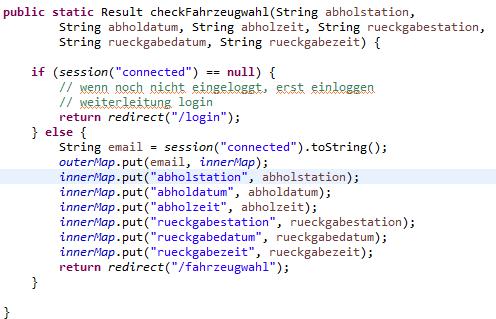 public static Result checkFahrzeugwahl(String abholstation,
        String abholdatum, String abholzeit, String rueckgabestation,
        String rueckgabedatum, String rueckgabezeit) {

    if (session("connected") == null) {
        // wenn noch nicht eingeloggt, erst einloggen
        // weiterleitung login
        return redirect("/login");
    } else {
        String email = session("connected").toString();
        outerMap.put(email, innerMap);
        innerMap.put("abholstation", abholstation);
        innerMap.put("abholdatum", abholdatum);
        innerMap.put("abholzeit", abholzeit);
        innerMap.put("rueckgabestation", rueckgabestation);
        innerMap.put("rueckgabedatum", rueckgabedatum);
        innerMap.put("rueckgabezeit", rueckgabezeit);
        return redirect("/fahrzeugwahl");
    }

}